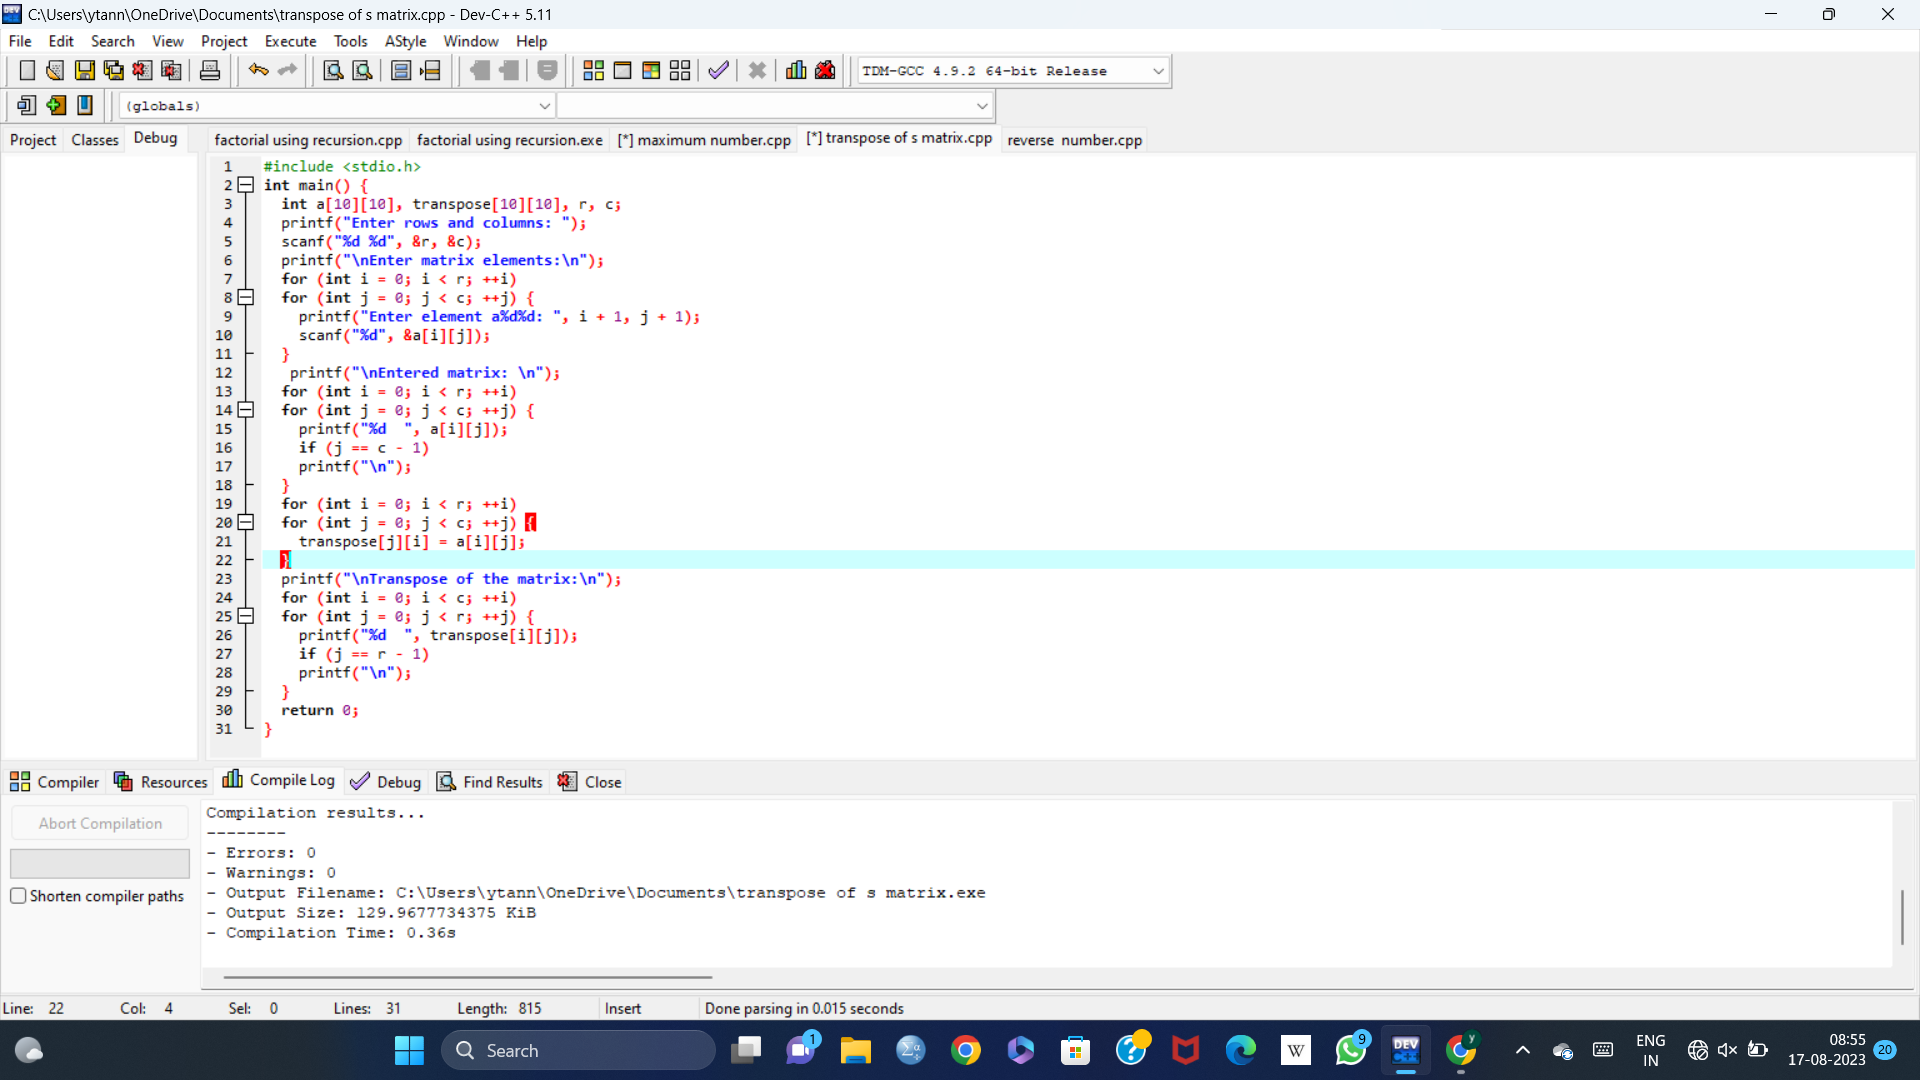 C:\Users\ytann\OneDrive\Documents\transpose of s matrix.cpp - Dev-C++ 5.11
File Edit Search View Project Execute Tools AStyle Window Help
TDM-GCC 4.9.2 64-bit Release
(globals)
Project Classes Debug factorial using recursion.cpp factorial using recursion.exe [*] maximum number.cpp [*] transpose of s matrix.cpp reverse number.cpp
1 #include <stdio.h>
2 int main() {
3 int a[10][10], transpose[10][10], r, c;
4 printf("Enter rows and columns: ");
5 scanf("%d %d", &r, &c);
6 printf("\nEnter matrix elements:\n");
7 for (int i = 0; i < r; ++i)
8 for (int j = 0; j < c; ++j) {
9 printf("Enter element a%d%d: ", i + 1, j + 1);
10 scanf("%d", &a[i][j]);
11 }
12 printf("\nEntered matrix: \n");
13 for (int i = 0; i < r; ++i)
14 for (int j = 0; j < c; ++j) {
15 printf("%d  ", a[i][j]);
16 if (j == c - 1)
17 printf("\n");
18 }
19 for (int i = 0; i < r; ++i)
20 for (int j = 0; j < c; ++j) {
21 transpose[j][i] = a[i][j];
22 }
23 printf("\nTranspose of the matrix:\n");
24 for (int i = 0; i < c; ++i)
25 for (int j = 0; j < r; ++j) {
26 printf("%d  ", transpose[i][j]);
27 if (j == r - 1)
28 printf("\n");
29 }
30 return 0;
31 }
Compiler Resources Compile Log Debug Find Results Close
Abort Compilation
Shorten compiler paths
Compilation results...
--------
- Errors: 0
- Warnings: 0
- Output Filename: C:\Users\ytann\OneDrive\Documents\transpose of s matrix.exe
- Output Size: 129.9677734375 KiB
- Compilation Time: 0.36s
Line: 22 Col: 4 Sel: 0 Lines: 31 Length: 815 Insert Done parsing in 0.015 seconds
Search
1
W
9
DEV
C++
y
ENG
IN
08:55
17-08-2023
20